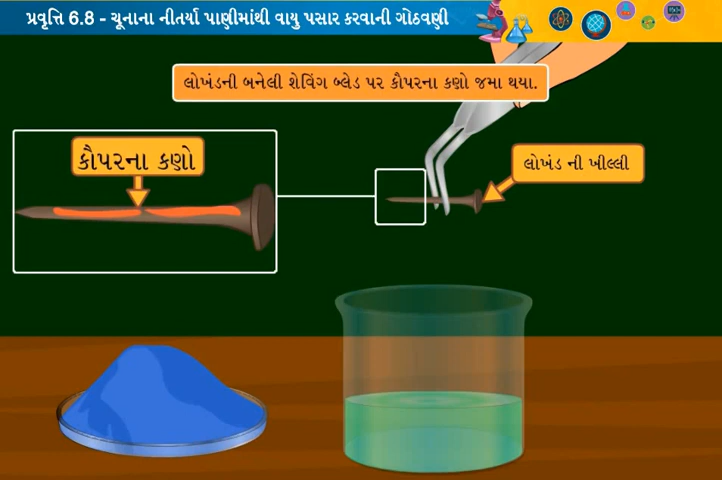 પ્રવૃત્તિ 6.8 - ચૂનાના નીતર્યા પાણીમાંથી વાયુ પસાર કરવાની ગોઠવણી
લોખંડની બનેલી શેવિંગ બ્લેડ પર કૉપરના કણો જમા થયા.
કૉપરના કણો
લોખંડ ની ખીલ્લી